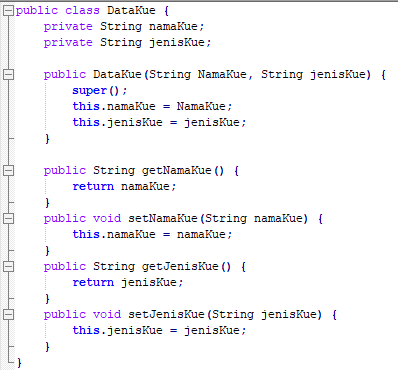 public class DataKue {
    private String namaKue;
    private String jenisKue;

    public DataKue(String NamaKue, String jenisKue) {
        super();
        this.namaKue = NamaKue;
        this.jenisKue = jenisKue;
    }

    public String getNamaKue() {
        return namaKue;
    }
    public void setNamaKue(String namaKue) {
        this.namaKue = namaKue;
    }
    public String getJenisKue() {
        return jenisKue;
    }
    public void setJenisKue(String jenisKue) {
        this.jenisKue = jenisKue;
    }
}